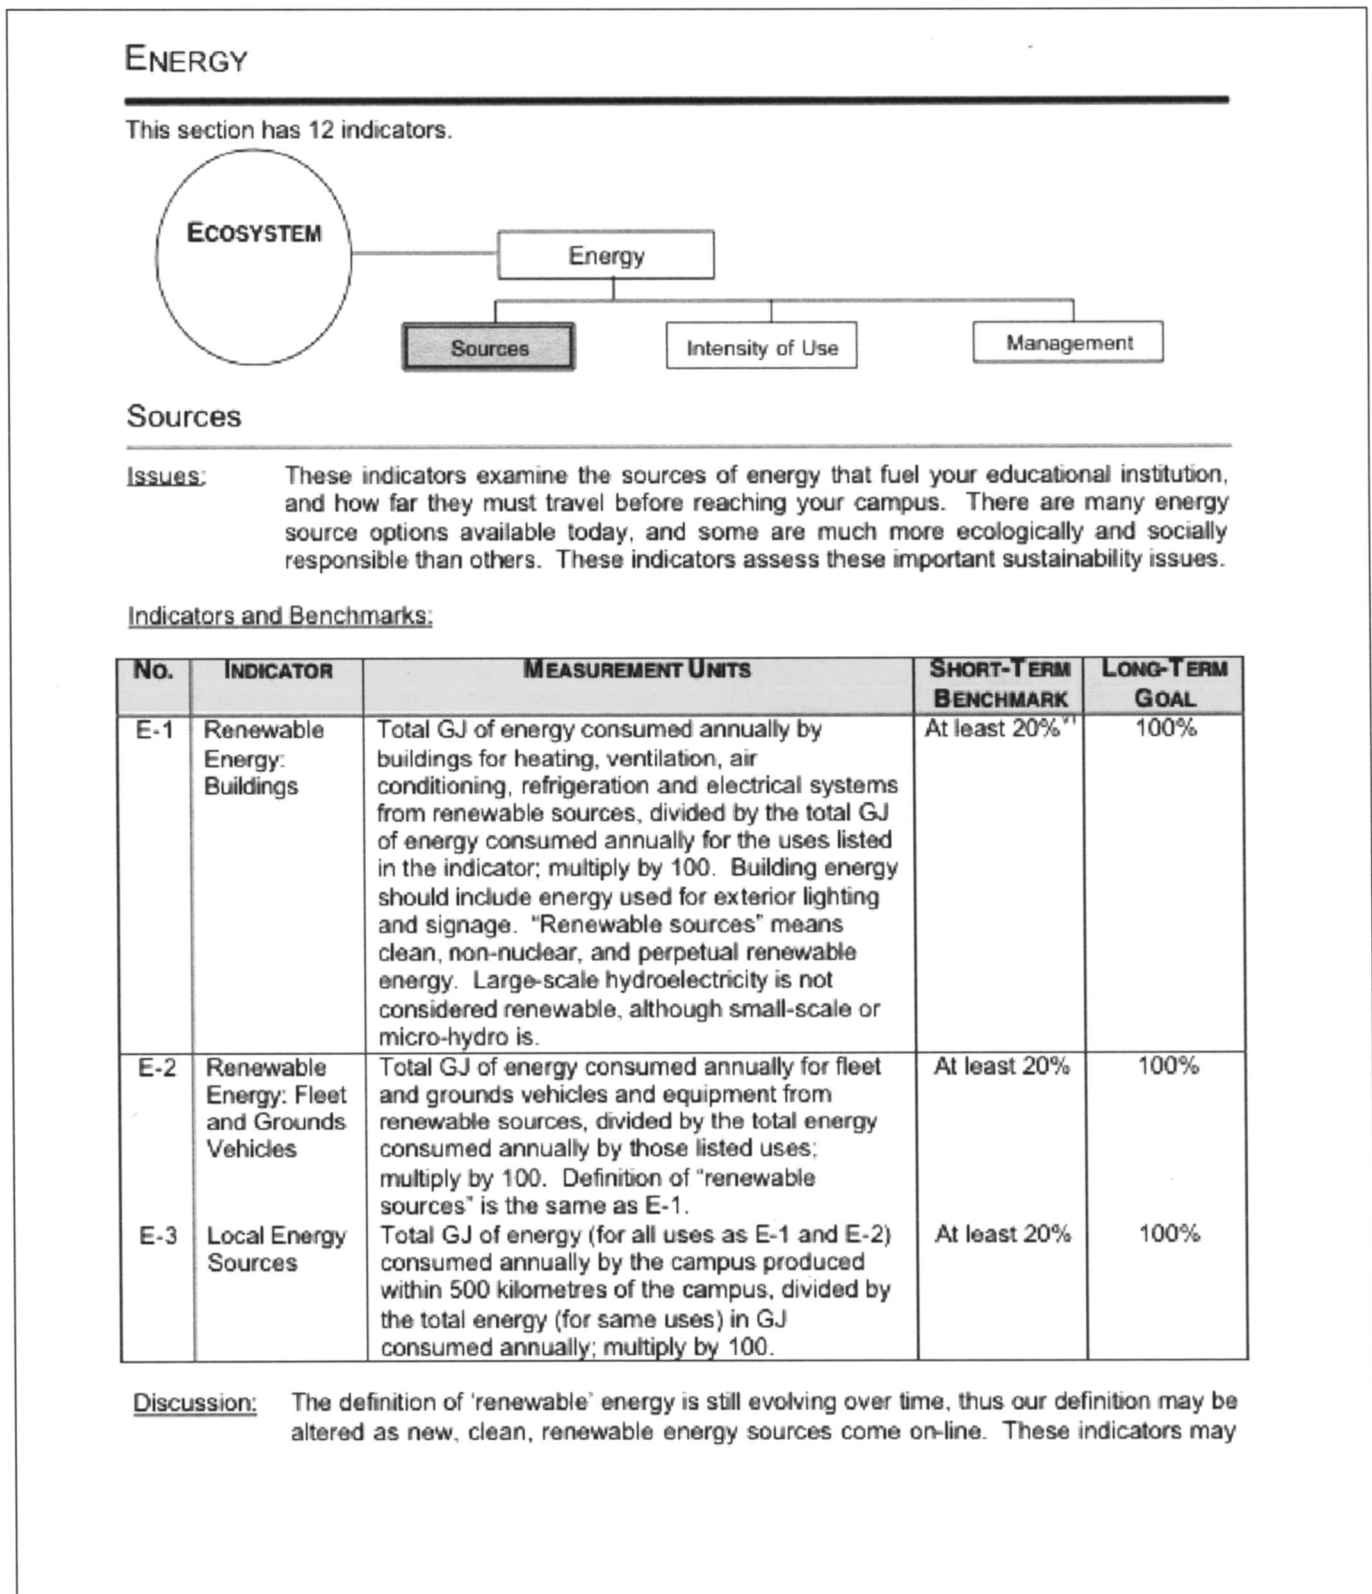 ENERGY
This section has 12 indicators.
ECOSYSTEM
Energy
Sources
Intensity of Use
Management
Sources
Issues: These indicators examine the sources of energy that fuel your educational institution,
and how far they must travel before reaching your campus. There are many energy
source options available today, and some are much more ecologically and socially
responsible than others. These indicators assess these important sustainability issues.
Indicators and Benchmarks:
NO. INDICATOR MEASUREMENT UNITS SHORT-TERM LONG-TERM
BENCHMARK GOAL
E-1 Renewable Total GJ of energy consumed annually by At least 20% 100%
Energy: buildings for heating, ventilation, air
Buildings conditioning, refrigeration and electrical systems
from renewable sources, divided by the total GJ
of energy consumed annually for the uses listed
in the indicator; multiply by 100. Building energy
should include energy used for exterior lighting
and signage. "Renewable sources" means
clean, non-nuclear, and perpetual renewable
energy. Large-scale hydroelectricity is not
considered renewable, although small-scale or
micro-hydro is.
E-2 Renewable Total GJ of energy consumed annually for fleet At least 20% 100%
Energy: Fleet and grounds vehicles and equipment from
and Grounds renewable sources, divided by the total energy
Vehicles consumed annually by those listed uses;
multiply by 100. Definition of "renewable
sources" is the same as E-1.
E-3 Local Energy Total GJ of energy (for all uses as E-1 and E-2) At least 20% 100%
Sources consumed annually by the campus produced
within 500 kilometres of the campus, divided by
the total energy (for same uses) in GJ
consumed annually; multiply by 100.
Discussion: The definition of 'renewable' energy is still evolving over time, thus our definition may be
altered as new, clean, renewable energy sources come on-line. These indicators may